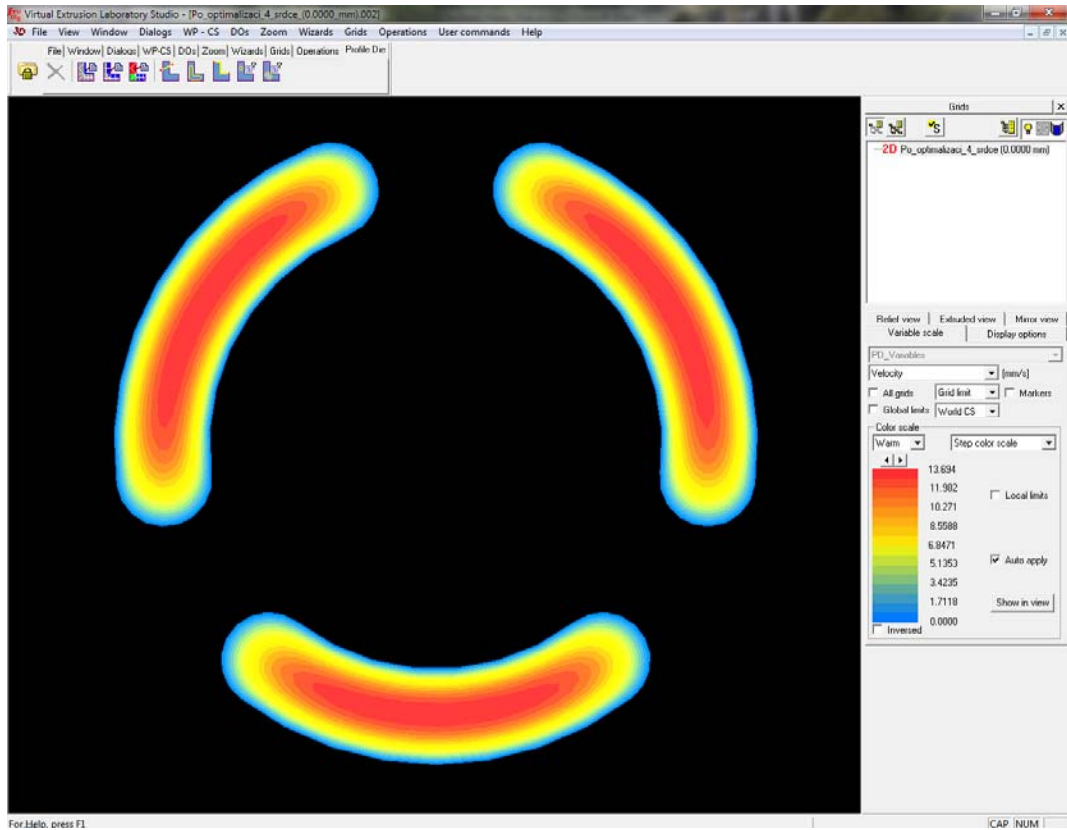 Virtual Extrusion Laboratory Studio - [Po_optimalizaci_4_srdce_(0.0000_mm).002]
3D File View Window Dialogs WP - CS DOs Zoom Wizards Grids Operations User commands Help
File Window Dialogs WP-CS DOs Zoom Wizards Grids Operations Profile Die
Grids
2D Po_optimalizaci_4_srdce (0.0000 mm)
Relief view Extruded view Mirror view
Variable scale Display options
PD_Variables
Velocity [mm/s]
All grids Grid limit Markers
Global limits World CS
Color scale
Warm Step color scale
13.694
11.982
10.271
8.5588
6.8471
5.1353
3.4235
1.7118
0.0000
Local limits
Auto apply
Show in view
Inversed
For Help, press F1
CAP NUM